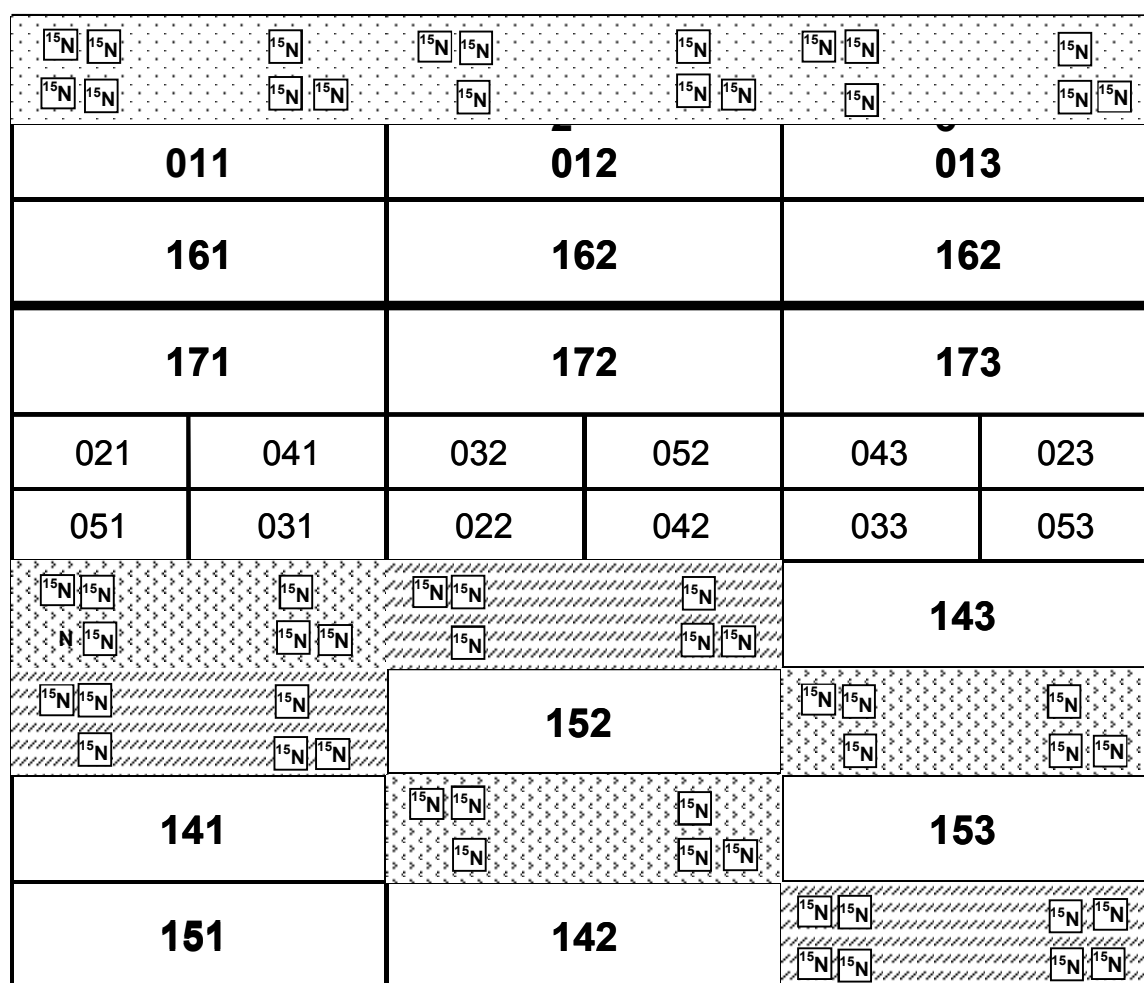 ¹⁵N ¹⁵N ¹⁵N ¹⁵N ¹⁵N ¹⁵N ¹⁵N ¹⁵N ¹⁵N
¹⁵N ¹⁵N ¹⁵N ¹⁵N ¹⁵N ¹⁵N ¹⁵N ¹⁵N ¹⁵N ¹⁵N
011 012 013
161 162 162
171 172 173
021 041 032 052 043 023
051 031 022 042 033 053
¹⁵N ¹⁵N ¹⁵N ¹⁵N ¹⁵N ¹⁵N
143
N ¹⁵N ¹⁵N ¹⁵N ¹⁵N ¹⁵N ¹⁵N
¹⁵N ¹⁵N ¹⁵N ¹⁵N ¹⁵N ¹⁵N
152
¹⁵N ¹⁵N ¹⁵N ¹⁵N ¹⁵N ¹⁵N
¹⁵N ¹⁵N ¹⁵N
141 153
¹⁵N ¹⁵N ¹⁵N
¹⁵N ¹⁵N ¹⁵N ¹⁵N
151 142
¹⁵N ¹⁵N ¹⁵N ¹⁵N